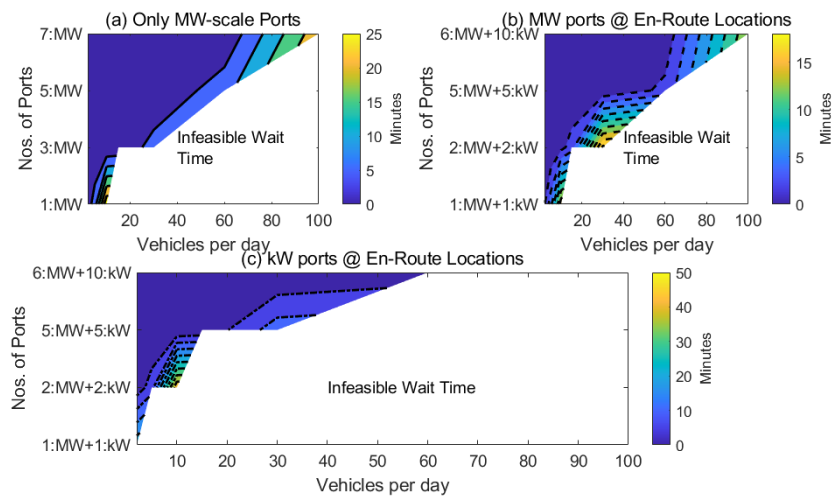 (a) Only MW-scale Ports
7:MW
5:MW
3:MW
1:MW
Nos. of Ports
Infeasible Wait
Time
20 40 60 80 100
Vehicles per day
25
20
15
10
5
0
Minutes
(b) MW ports @ En-Route Locations
6:MW+10:kW
5:MW+5:kW
2:MW+2:kW
1:MW+1:kW
Nos. of Ports
Infeasible Wait
Time
20 40 60 80 100
Vehicles per day
15
10
5
0
Minutes
(c) kW ports @ En-Route Locations
6:MW+10:kW
5:MW+5:kW
2:MW+2:kW
1:MW+1:kW
Nos. of Ports
Infeasible Wait Time
10 20 30 40 50 60 70 80 90 100
Vehicles per day
50
40
30
20
10
0
Minutes